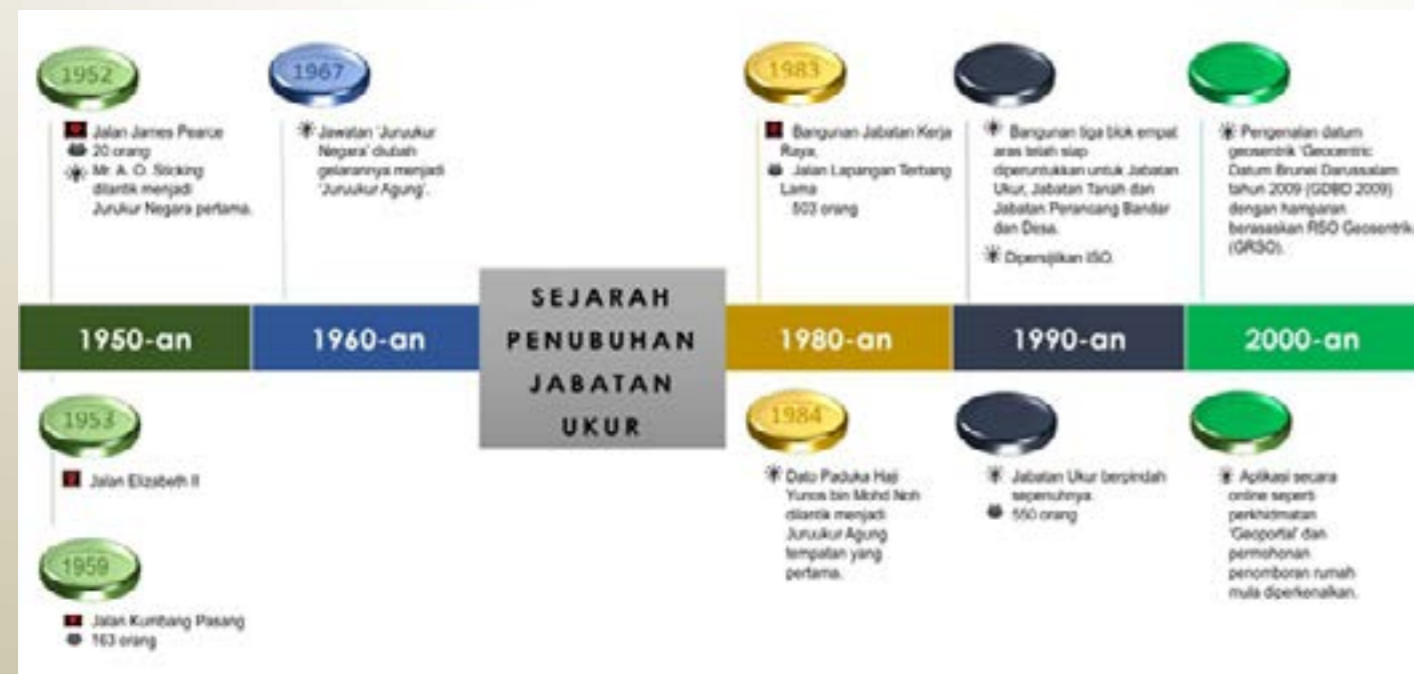 1952
Jalan James Pearce
20 orang
Mr. A. O. Sticking
dilantik menjadi
Jurukur Negara pertama.
1967
Jawatan 'Juruukur
Negara' diubah
gelarannya menjadi
'Juruukur Agung'.
1983
Bangunan Jabatan Kerja
Raya,
Jalan Lapangan Terbang
Lama
503 orang
Bangunan tiga blok empat
aras telah siap
diperuntukkan untuk Jabatan
Ukur, Jabatan Tanah dan
Jabatan Perancang Bandar
dan Desa.
Dipersijilkan ISO.
Pengenalan datum
geosentrik 'Geocentric
Datum Brunei Darussalam
tahun 2009 (GDBD 2009)
dengan hamparan
berasaskan RSO Geosentrik
(GRSO).
1950-an
1960-an
SEJARAH
PENUBUHAN
JABATAN
UKUR
1980-an
1990-an
2000-an
1953
Jalan Elizabeth II
1959
Jalan Kumbang Pasang
163 orang
1984
Dato Paduka Haji
Yunos bin Mohd Noh
dilantik menjadi
Juruukur Agung
tempatan yang
pertama.
Jabatan Ukur berpindah
sepenuhnya.
550 orang
Aplikasi secara
online seperti
perkhidmatan
'Geoportal' dan
permohonan
penomboran rumah
mula diperkenalkan.